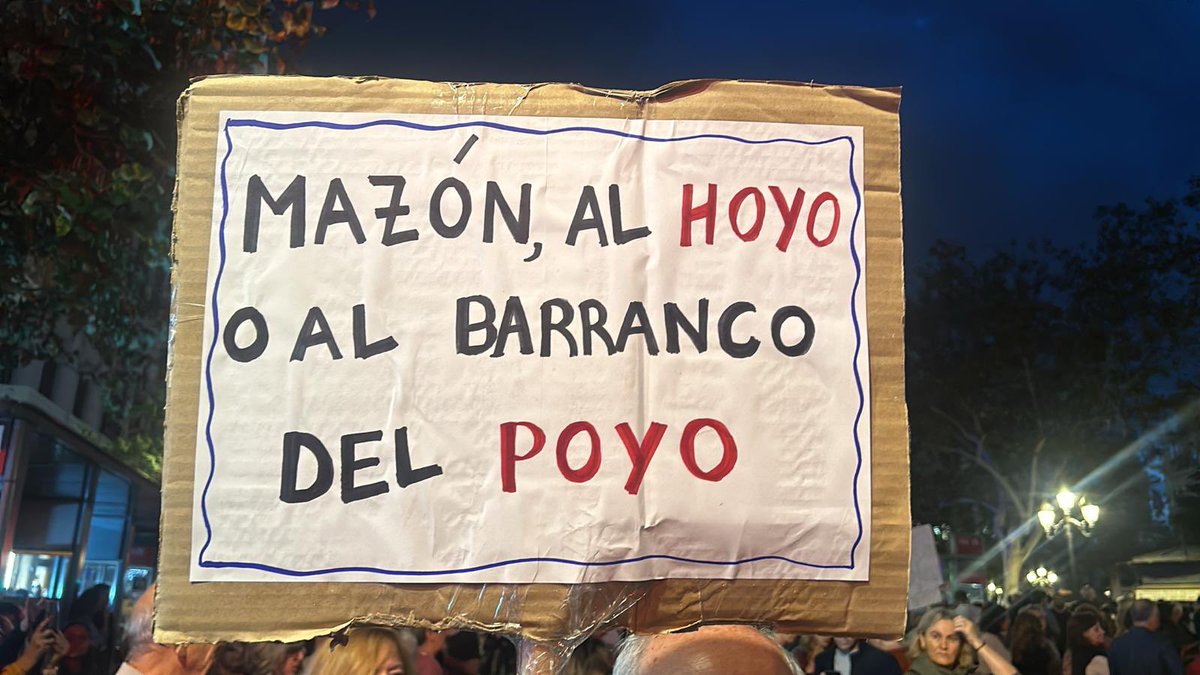 MAZÓN, AL HOYO
O AL BARRANCO
DEL POYO